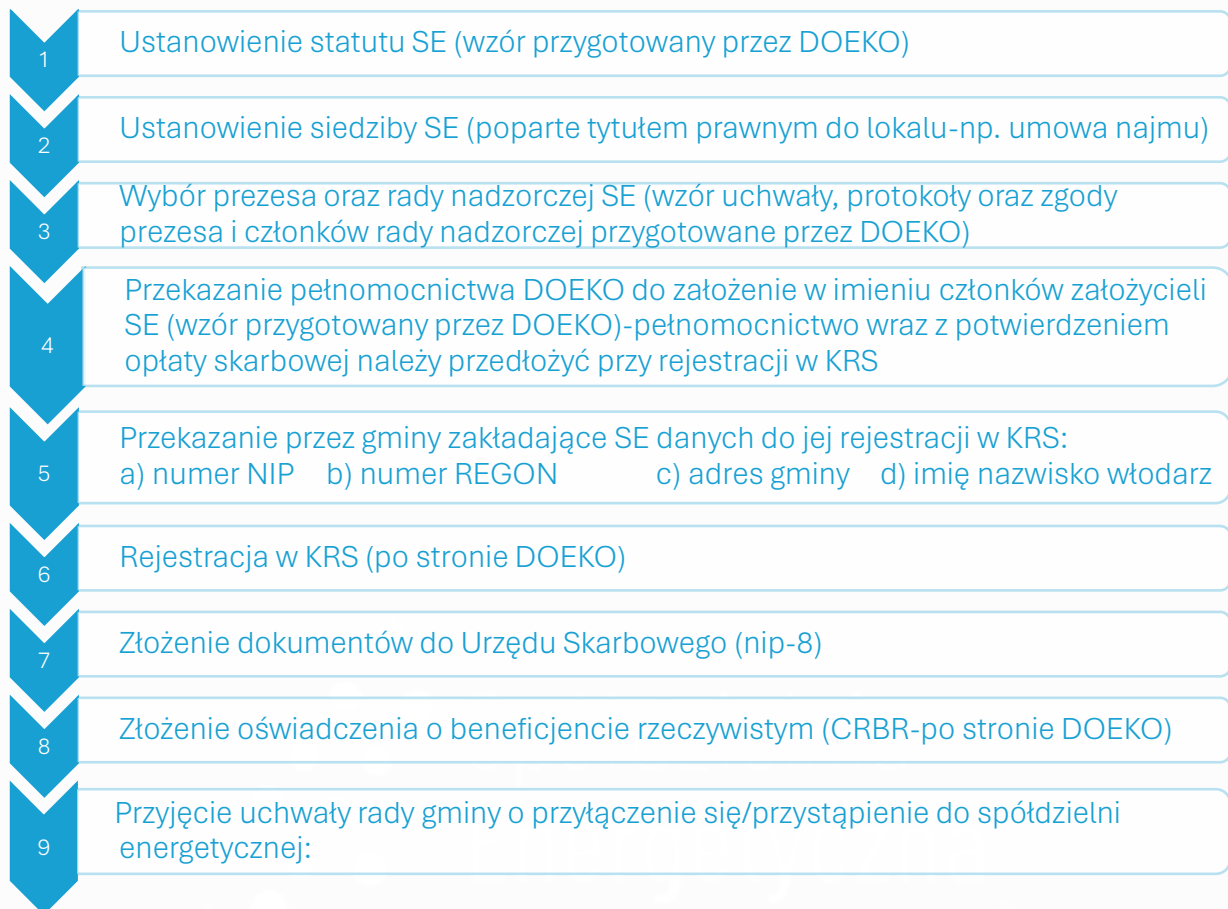 1
Ustanowienie statutu SE (wzór przygotowany przez DOEKO)
2
Ustanowienie siedziby SE (poparte tytułem prawnym do lokalu-np. umowa najmu)
3
Wybór prezesa oraz rady nadzorczej SE (wzór uchwały, protokoły oraz zgody
prezesa i członków rady nadzorczej przygotowane przez DOEKO)
4
Przekazanie pełnomocnictwa DOEKO do założenie w imieniu członków założycieli
SE (wzór przygotowany przez DOEKO)-pełnomocnictwo wraz z potwierdzeniem
opłaty skarbowej należy przedłożyć przy rejestracji w KRS
5
Przekazanie przez gminy zakładające SE danych do jej rejestracji w KRS:
a) numer NIP b) numer REGON c) adres gminy d) imię nazwisko włodarz
6
Rejestracja w KRS (po stronie DOEKO)
7
Złożenie dokumentów do Urzędu Skarbowego (nip-8)
8
Złożenie oświadczenia o beneficjencie rzeczywistym (CRBR-po stronie DOEKO)
9
Przyjęcie uchwały rady gminy o przyłączenie się/przystąpienie do spółdzielni
energetycznej: